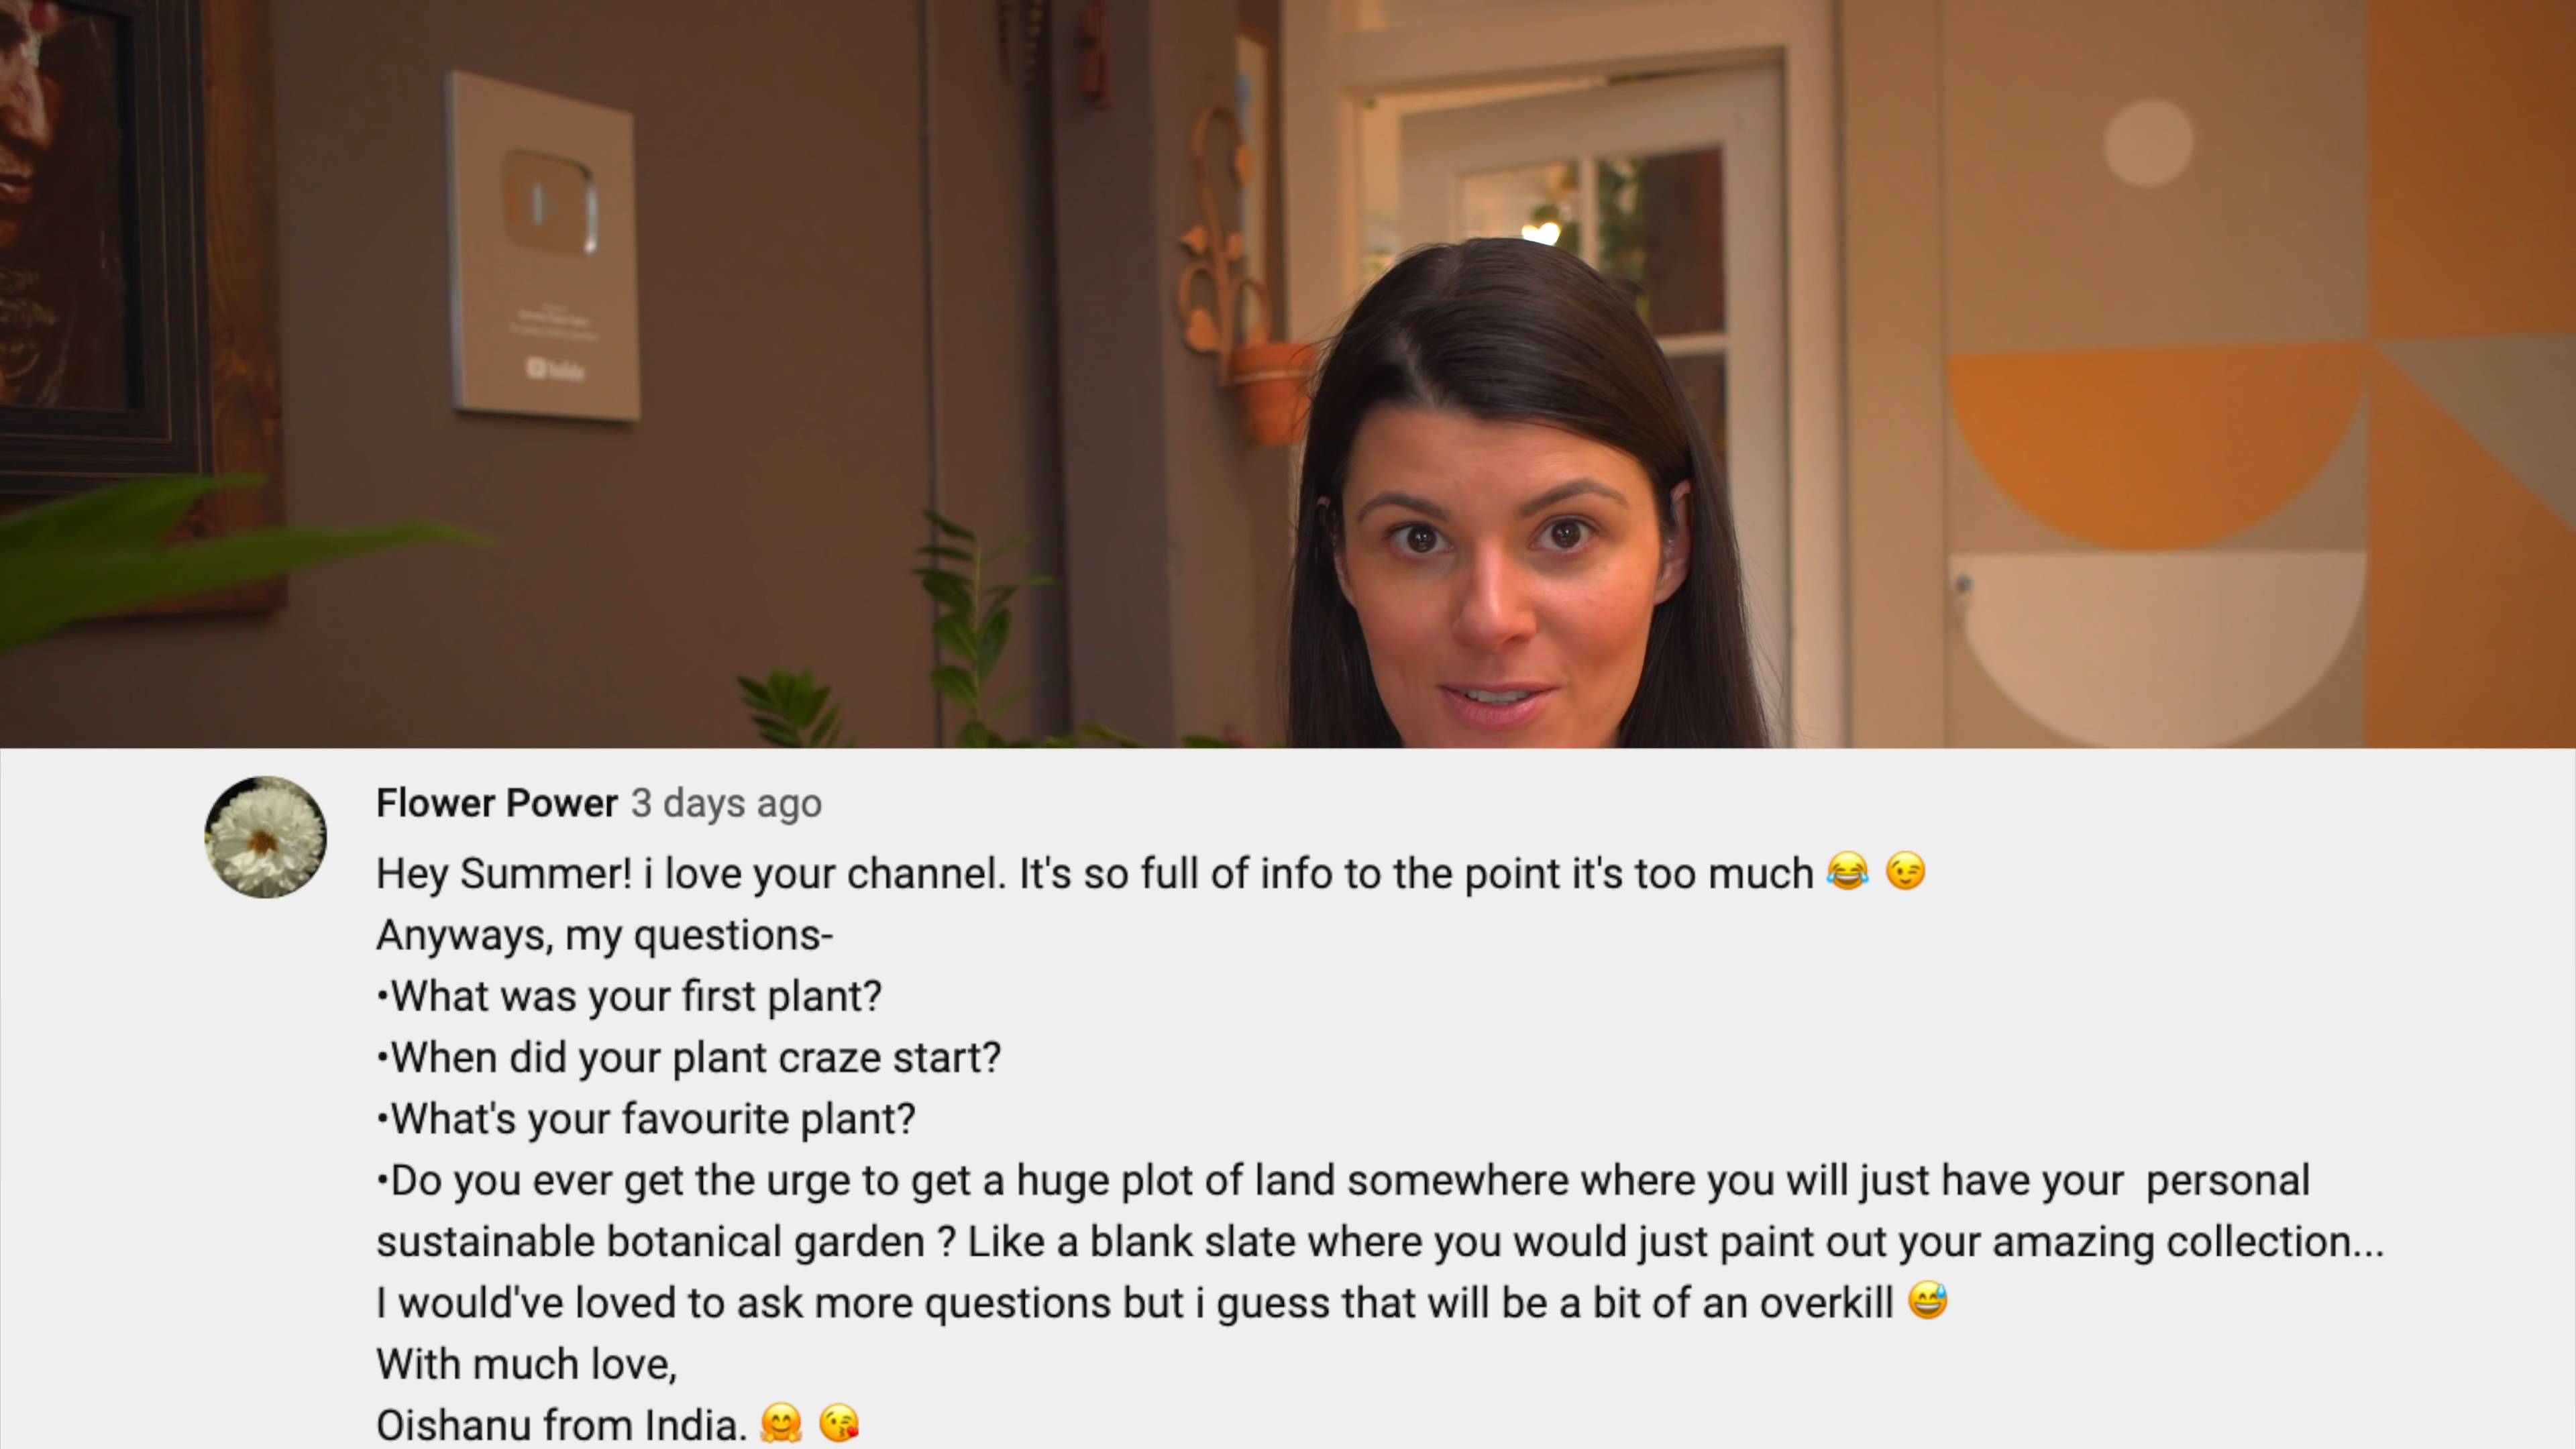 YouTube
Flower Power 3 days ago
Hey Summer! i love your channel. It's so full of info to the point it's too much 😂 😉
Anyways, my questions-
•What was your first plant?
•When did your plant craze start?
•What's your favourite plant?
•Do you ever get the urge to get a huge plot of land somewhere where you will just have your  personal
sustainable botanical garden ? Like a blank slate where you would just paint out your amazing collection...
I would've loved to ask more questions but i guess that will be a bit of an overkill 😅
With much love,
Oishanu from India. 🤗 😘